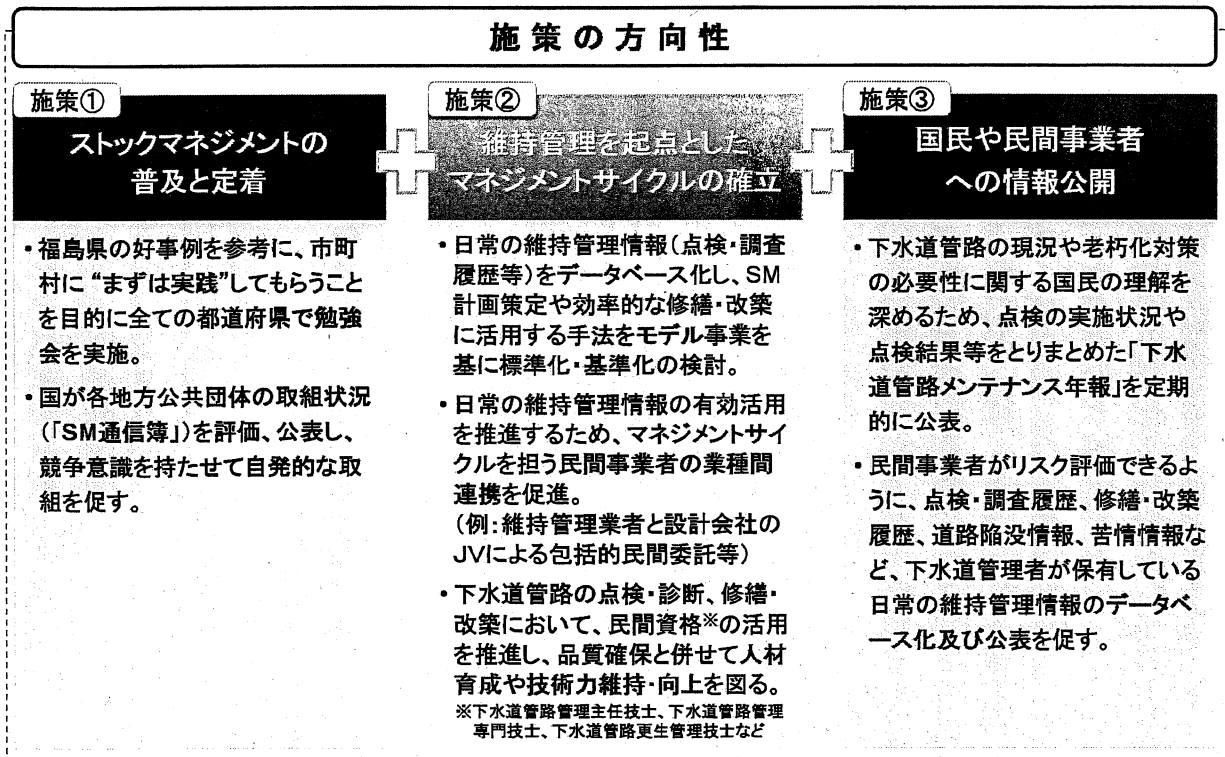 施策の方向性
施策①
ストックマネジメントの
普及と定着
・福島県の好事例を参考に、市町
村に “まずは実践”してもらうこと
を目的に全ての都道府県で勉強
会を実施。
・国が各地方公共団体の取組状況
(「SM通信簿」)を評価、公表し、
競争意識を持たせて自発的な取
組を促す。
施策②
維持管理を起点とした
マネジメントサイクルの確立
・日常の維持管理情報(点検・調査
履歴等)をデータベース化し、SM
計画策定や効率的な修繕・改築
に活用する手法をモデル事業を
基に標準化・基準化の検討。
・日常の維持管理情報の有効活用
を推進するため、マネジメントサイ
クルを担う民間事業者の業種間
連携を促進。
(例:維持管理業者と設計会社の
JVによる包括的民間委託等)
・下水道管路の点検・診断、修繕・
改築において、民間資格※の活用
を推進し、品質確保と併せて人材
育成や技術力維持・向上を図る。
※下水道管路管理主任技士、下水道管路管理
専門技士、下水道管路更生管理技士など
施策③
国民や民間事業者
への情報公開
・下水道管路の現況や老朽化対策
の必要性に関する国民の理解を
深めるため、点検の実施状況や
点検結果等をとりまとめた「下水
道管路メンテナンス年報」を定期
的に公表。
・民間事業者がリスク評価できるよ
うに、点検・調査履歴、修繕・改築
履歴、道路陥没情報、苦情情報な
ど、下水道管理者が保有している
日常の維持管理情報のデータベ
ース化及び公表を促す。